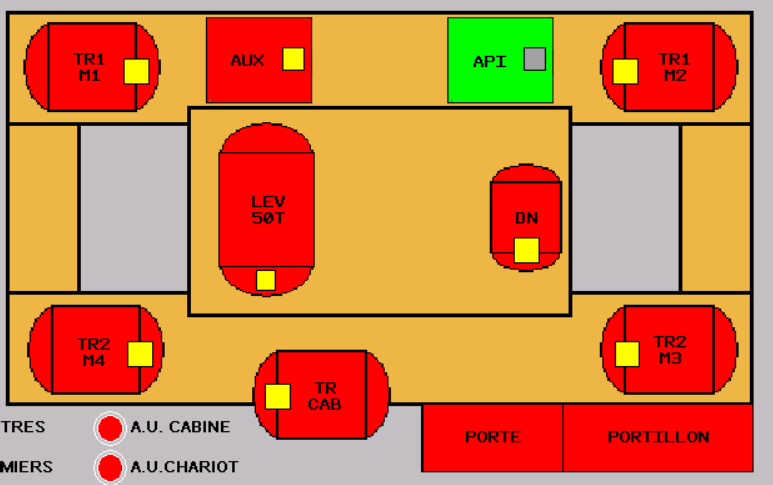 TR1
M1
AUX
API
TR1
M2
LEV
50T
DN
TR2
M4
TR2
M3
TR
CAB
TRES
A.U. CABINE
PORTE
PORTILLON
MIERS
A.U.CHARIOT